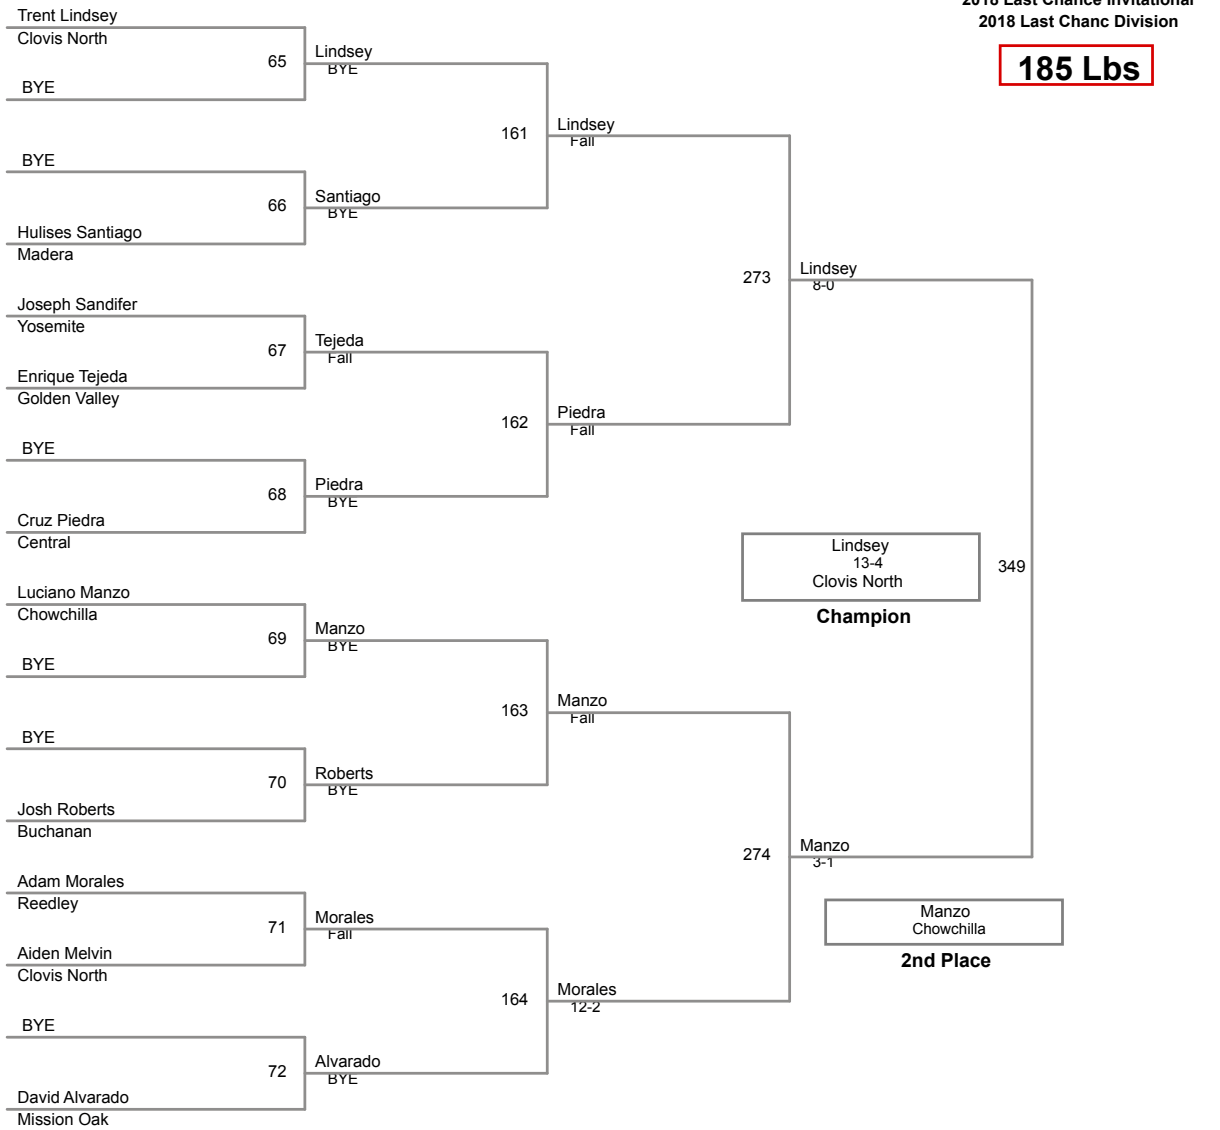 2018 Last Chance Invitational
2018 Last Chanc Division
185 Lbs
Trent Lindsey
Clovis North
65
Lindsey
BYE
BYE
161
Lindsey
Fall
BYE
66
Santiago
BYE
Hulises Santiago
Madera
273
Lindsey
8-0
Joseph Sandifer
Yosemite
67
Tejeda
Fall
Enrique Tejeda
Golden Valley
162
Piedra
Fall
BYE
68
Piedra
BYE
Cruz Piedra
Central
Lindsey
13-4
Clovis North
Champion
349
Luciano Manzo
Chowchilla
69
Manzo
BYE
BYE
163
Manzo
Fall
BYE
70
Roberts
BYE
Josh Roberts
Buchanan
274
Manzo
3-1
Adam Morales
Reedley
71
Morales
Fall
Aiden Melvin
Clovis North
Manzo
Chowchilla
2nd Place
164
Morales
12-2
BYE
72
Alvarado
BYE
David Alvarado
Mission Oak